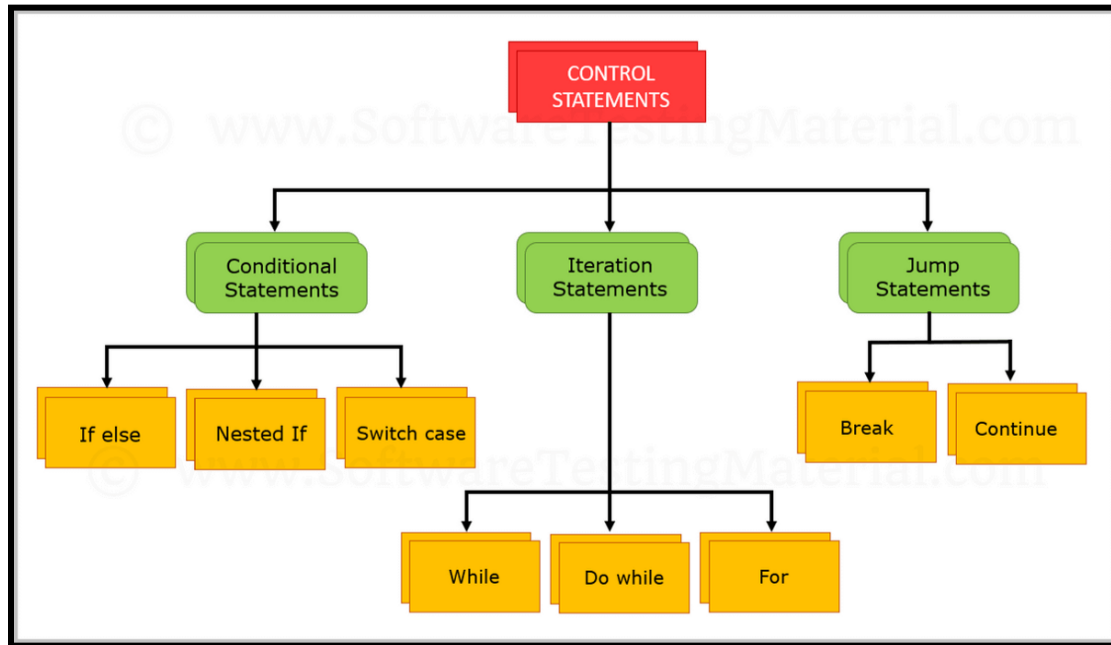 CONTROL
STATEMENTS
© www.SoftwareTestingMaterial.com
Conditional
Statements
Iteration
Statements
Jump
Statements
If else
Nested If
Switch case
Break
Continue
© www.SoftwareTestingMaterial.com
While
Do while
For